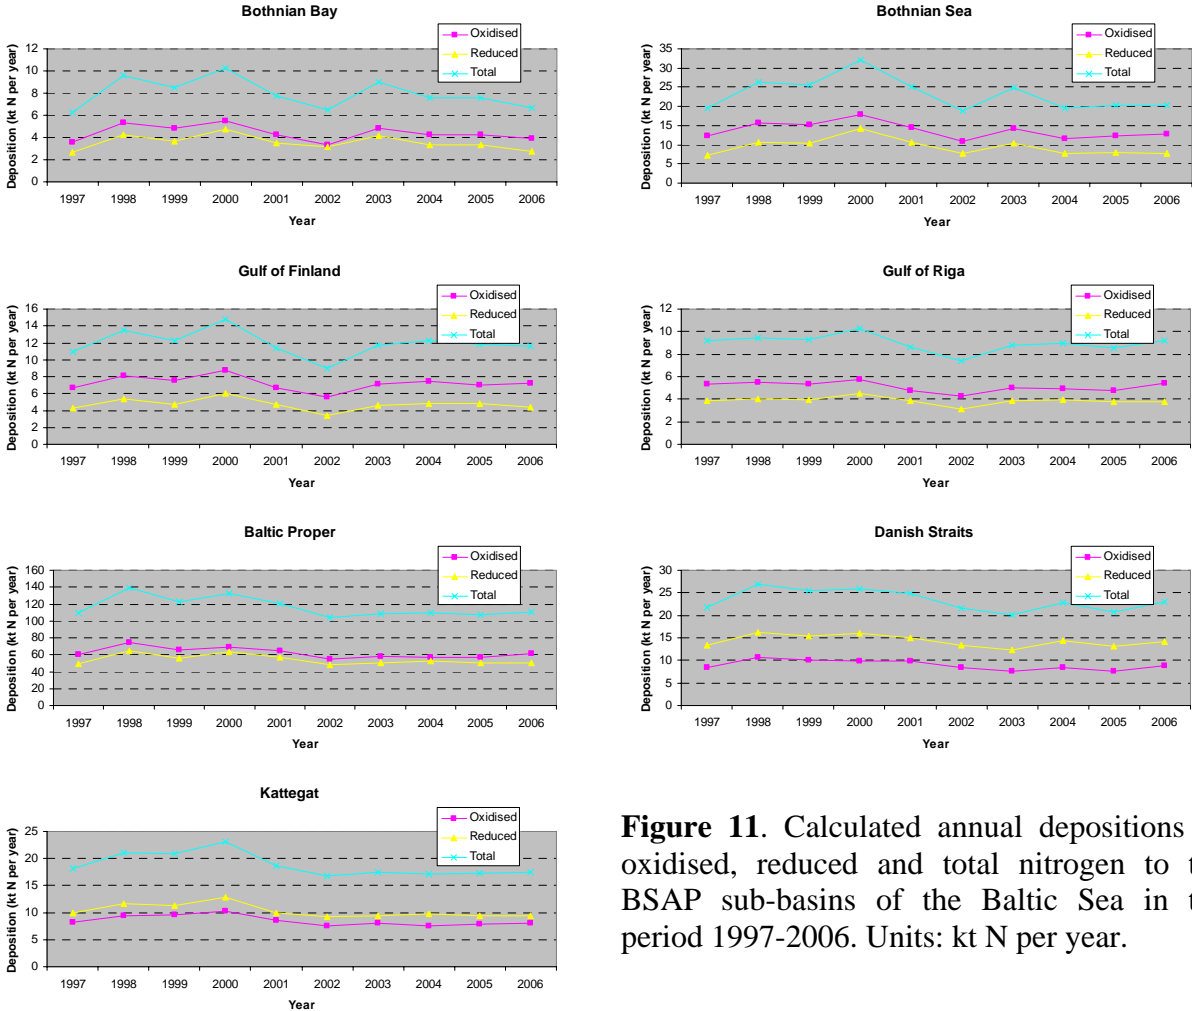 Bothnian Bay
Deposition (kt N per year)
12
10
8
6
4
2
0
1997 1998 1999 2000 2001 2002 2003 2004 2005 2006
Year
Oxidised
Reduced
Total
Bothnian Sea
Deposition (kt N per year)
35
30
25
20
15
10
5
0
1997 1998 1999 2000 2001 2002 2003 2004 2005 2006
Year
Oxidised
Reduced
Total
Gulf of Finland
Deposition (kt N per year)
16
14
12
10
8
6
4
2
0
1997 1998 1999 2000 2001 2002 2003 2004 2005 2006
Year
Oxidised
Reduced
Total
Gulf of Riga
Deposition (kt N per year)
12
10
8
6
4
2
0
1997 1998 1999 2000 2001 2002 2003 2004 2005 2006
Year
Oxidised
Reduced
Total
Baltic Proper
Deposition (kt N per year)
160
140
120
100
80
60
40
20
0
1997 1998 1999 2000 2001 2002 2003 2004 2005 2006
Year
Oxidised
Reduced
Total
Danish Straits
Deposition (kt N per year)
30
25
20
15
10
5
0
1997 1998 1999 2000 2001 2002 2003 2004 2005 2006
Year
Oxidised
Reduced
Total
Kattegat
Deposition (kt N per year)
25
20
15
10
5
0
1997 1998 1999 2000 2001 2002 2003 2004 2005 2006
Year
Oxidised
Reduced
Total
Figure 11. Calculated annual depositions
oxidised, reduced and total nitrogen to t
BSAP sub-basins of the Baltic Sea in t
period 1997-2006. Units: kt N per year.